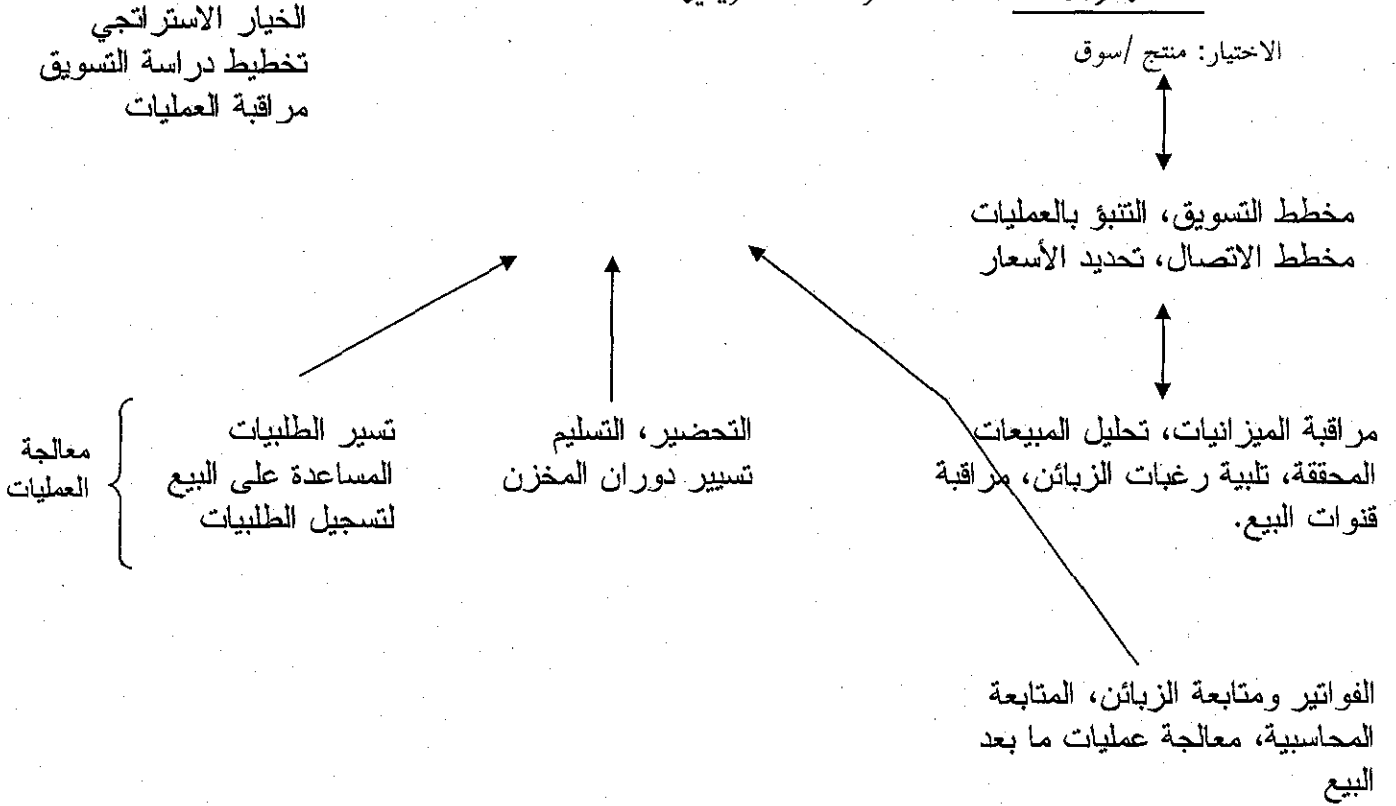 الخيار الاستراتجي
تخطيط دراسة التسويق
مراقبة العمليات
الاختيار: منتج /سوق
مخطط التسويق، التنبؤ بالعمليات
مخطط الاتصال، تحديد الأسعار
مراقبة الميزانيات، تحليل المبيعات
المحققة، تلبية رغبات الزبائن، مراقبة
قنوات البيع.
التحضير، التسليم
تسيير دوران المخزن
تسير الطلبيات
المساعدة على البيع
لتسجيل الطلبيات
معالجة
العمليات
الفواتير ومتابعة الزبائن، المتابعة
المحاسبية، معالجة عمليات ما بعد
البيع